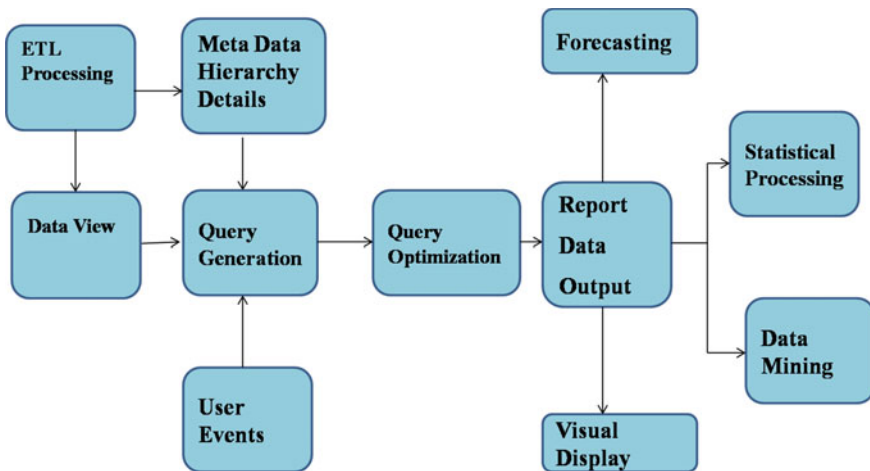 ETL
Processing
Meta Data
Hierarchy
Details
Forecasting
Statistical
Processing
Data View
Query
Generation
Query
Optimization
Report
Data
Output
Data
Mining
User
Events
Visual
Display